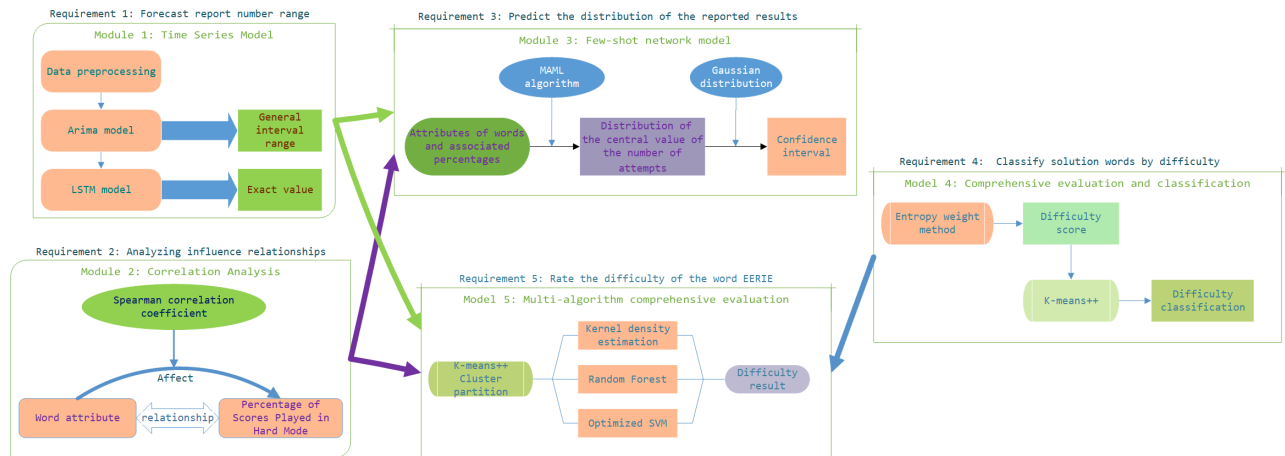 Requirement 1: Forecast report number range
Module 1: Time Series Model
Data preprocessing
Arima model
General
interval
range
LSTM model
Exact value
Requirement 2: Analyzing influence relationships
Module 2: Correlation Analysis
Spearman correlation
coefficient
Affect
Word attribute
relationship
Percentage of
Scores Played in
Hard Mode
Requirement 3: Predict the distribution of the reported results
Module 3: Few-shot network model
MAML
algorithm
Gaussian
distribution
Attributes of words
and associated
percentages
Distribution of
the central value of
the number of
attempts
Confidence
interval
Requirement 4: Classify solution words by difficulty
Model 4: Comprehensive evaluation and classification
Entropy weight
method
Difficulty
score
K-means++
Difficulty
classification
Requirement 5: Rate the difficulty of the word EERIE
Model 5: Multi-algorithm comprehensive evaluation
Kernel density
estimation
K-means++
Cluster
partition
Random Forest
Difficulty
result
Optimized SVM